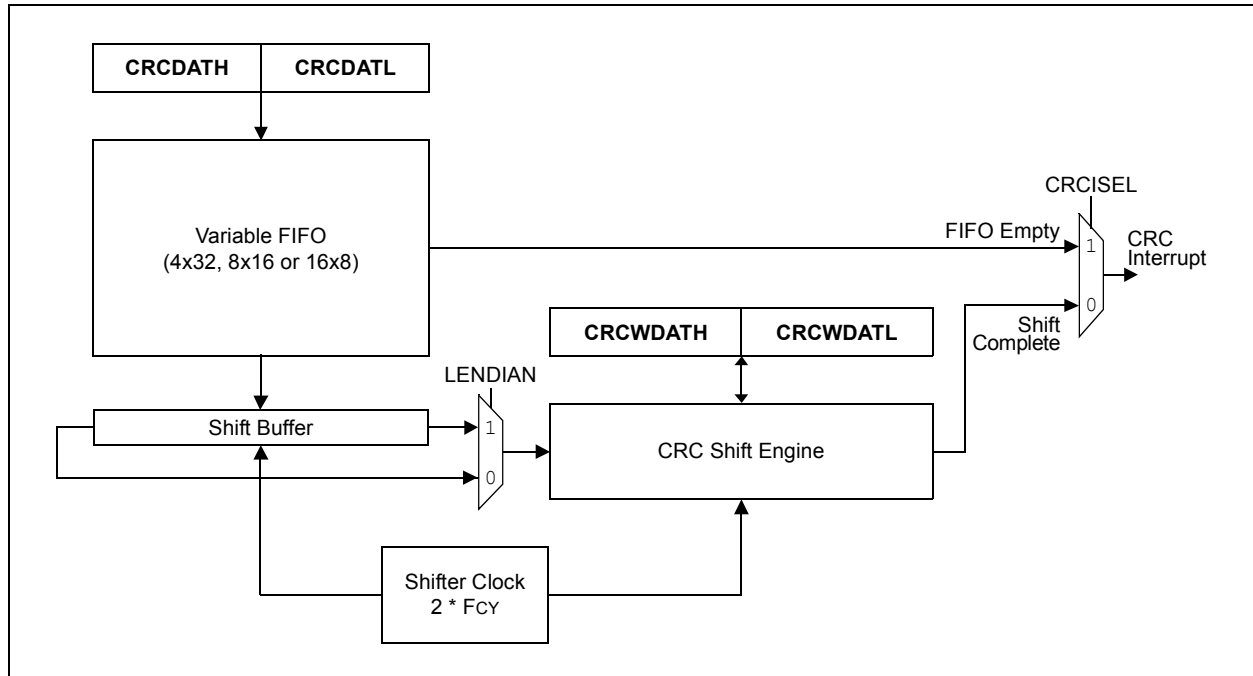 CRCDATH
CRCDATL
Variable FIFO
(4x32, 8x16 or 16x8)
CRCISEL
FIFO Empty
1
CRC
Interrupt
0
Shift
Complete
CRCWDATH
CRCWDATL
LENDIAN
Shift Buffer
1
0
CRC Shift Engine
Shifter Clock
2 * FCY